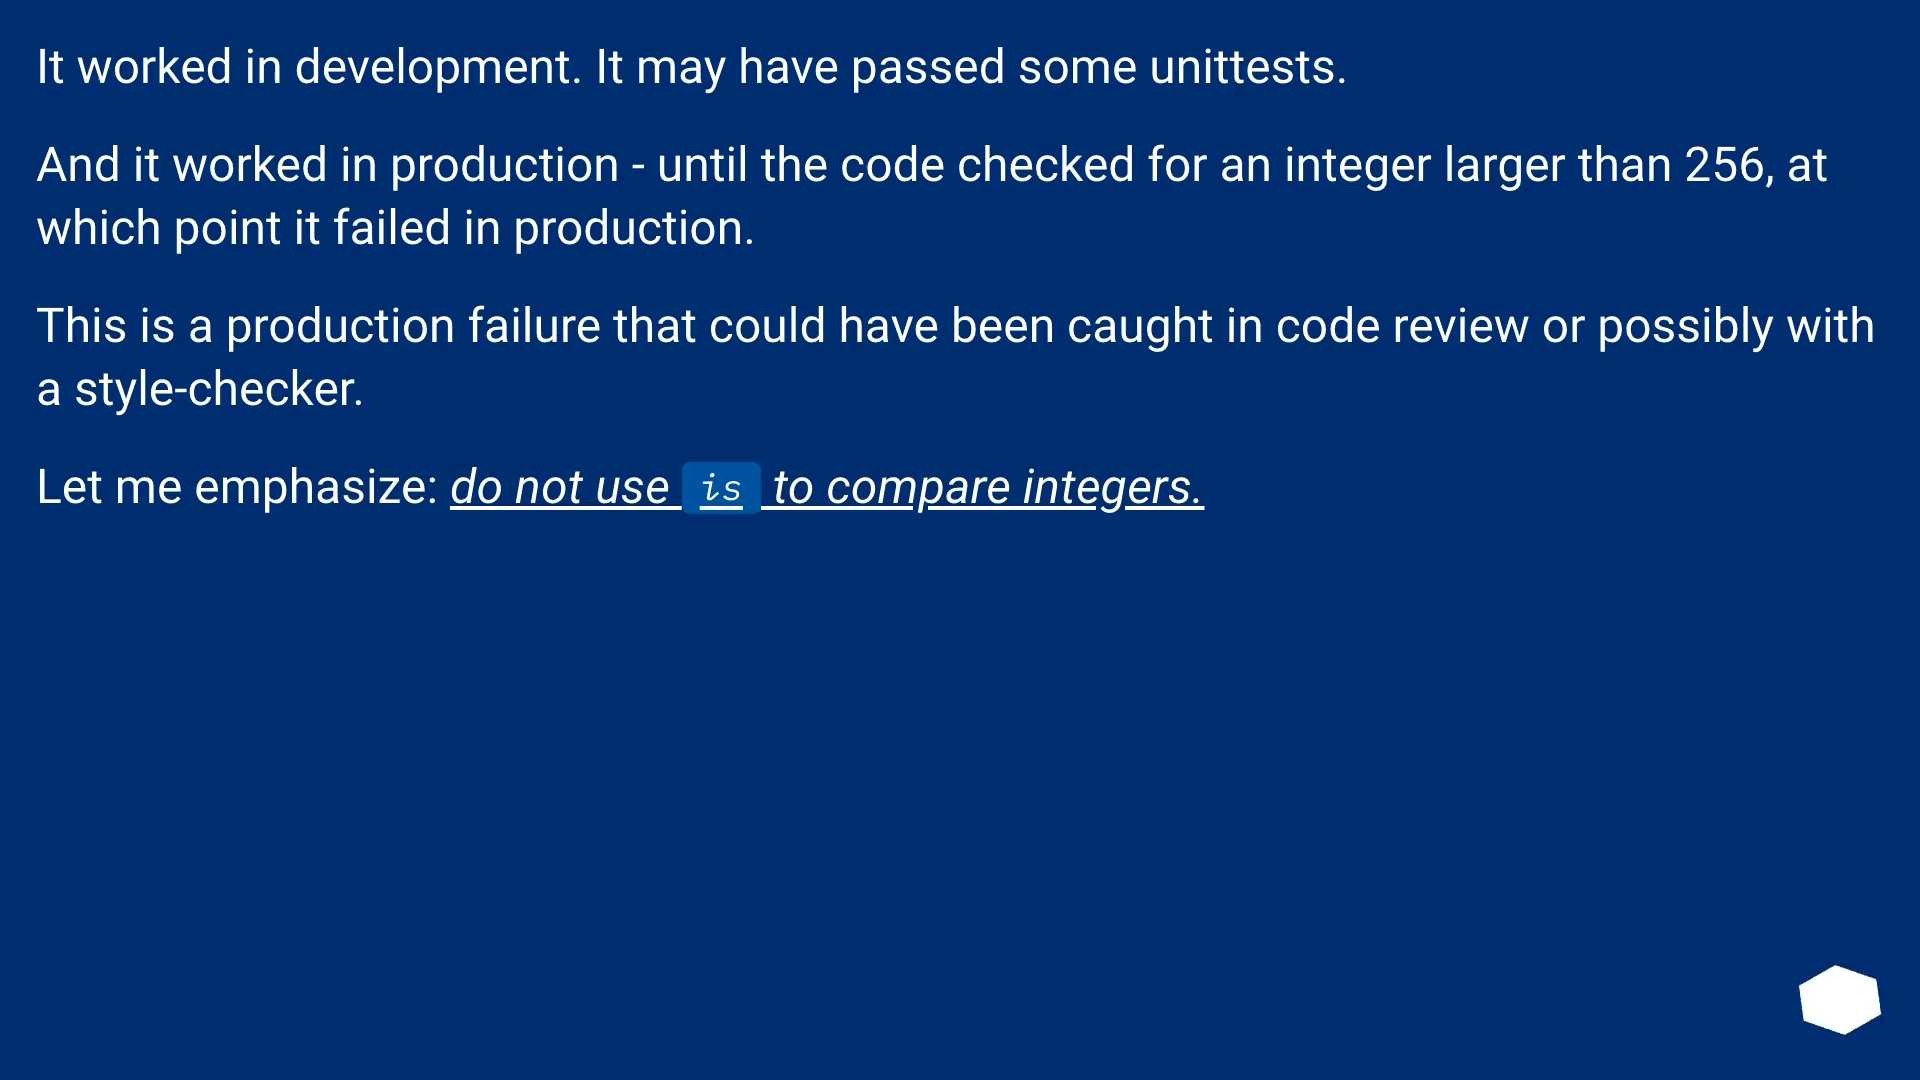 It worked in development. It may have passed some unittests.
And it worked in production - until the code checked for an integer larger than 256, at
which point it failed in production.
This is a production failure that could have been caught in code review or possibly with
a style-checker.
Let me emphasize: do not use is to compare integers.